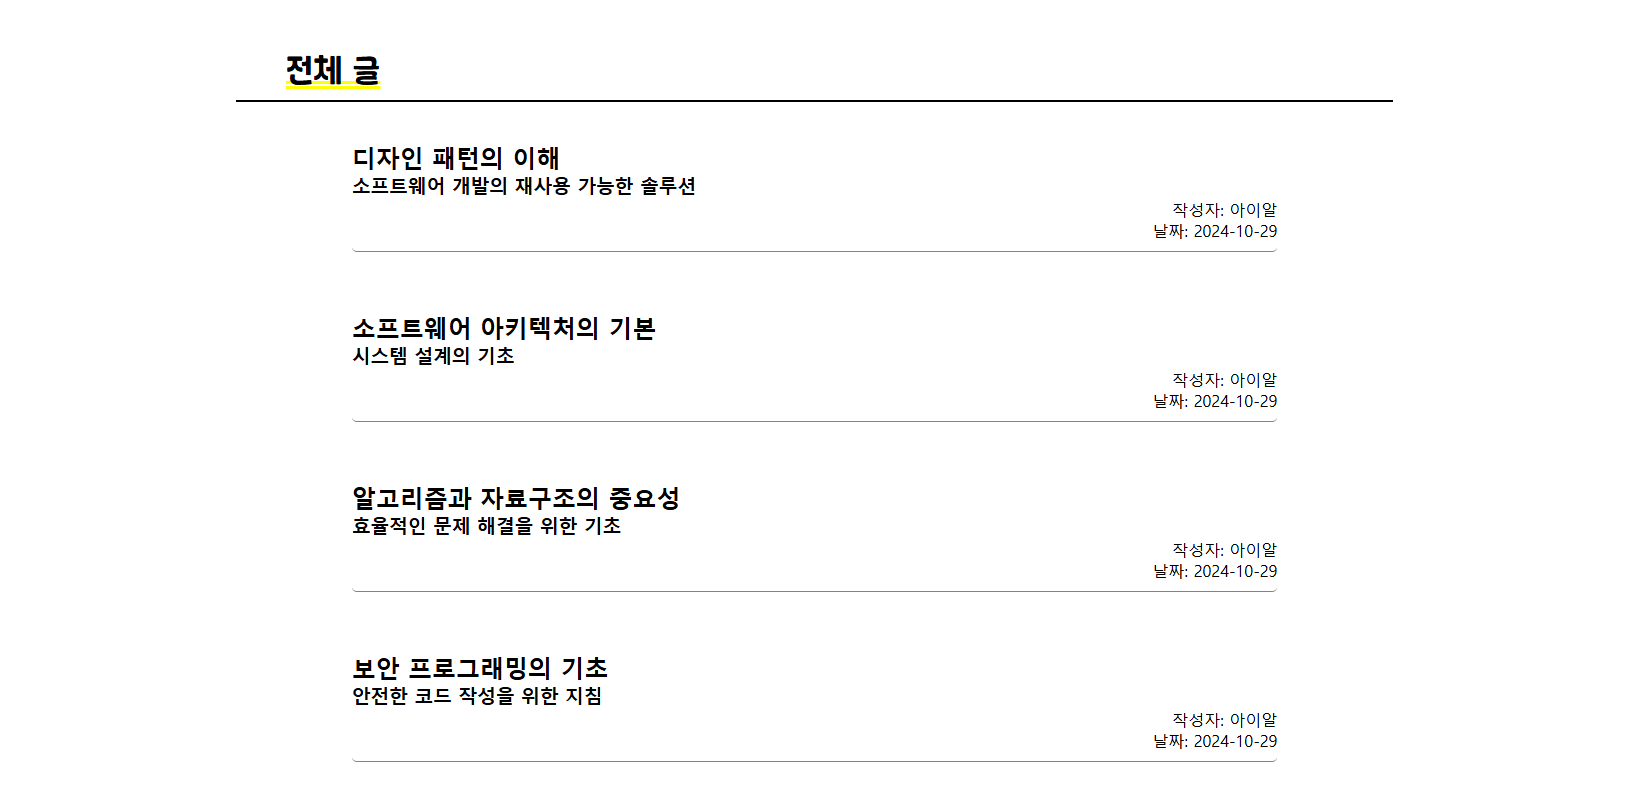 전체 글
디자인 패턴의 이해
소프트웨어 개발의 재사용 가능한 솔루션
작성자: 아이알
날짜: 2024-10-29
소프트웨어 아키텍처의 기본
시스템 설계의 기초
작성자: 아이알
날짜: 2024-10-29
알고리즘과 자료구조의 중요성
효율적인 문제 해결을 위한 기초
작성자: 아이알
날짜: 2024-10-29
보안 프로그래밍의 기초
안전한 코드 작성을 위한 지침
작성자: 아이알
날짜: 2024-10-29